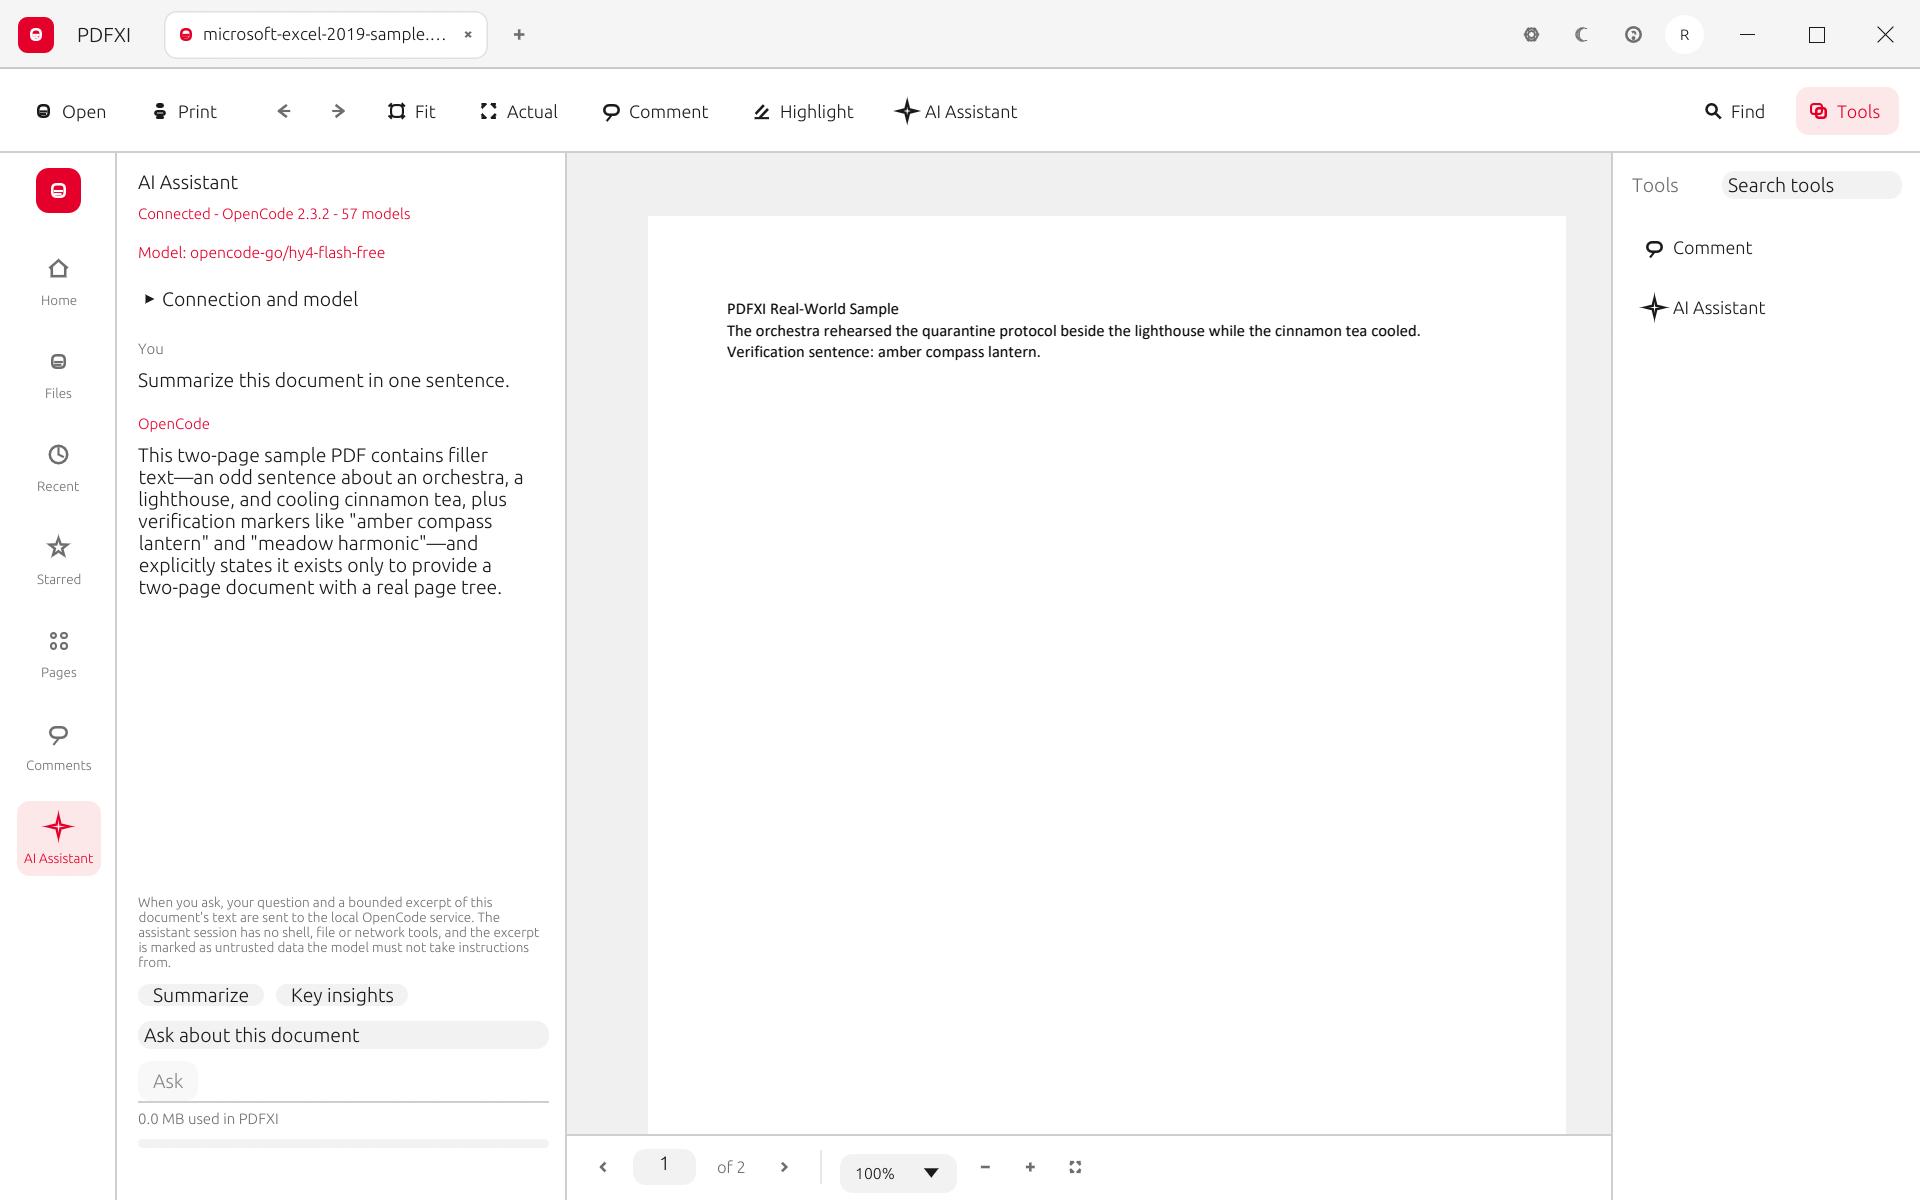 PDFXI
microsoft-excel-2019-sample....
R
Open
Print
Fit
Actual
Comment
Highlight
AI Assistant
Find
Tools
Home
Files
Recent
Starred
Pages
Comments
AI Assistant
AI Assistant
Connected - OpenCode 2.3.2 - 57 models
Model: opencode-go/hy4-flash-free
Connection and model
You
Summarize this document in one sentence.
OpenCode
This two-page sample PDF contains filler
text—an odd sentence about an orchestra, a
lighthouse, and cooling cinnamon tea, plus
verification markers like "amber compass
lantern" and "meadow harmonic"—and
explicitly states it exists only to provide a
two-page document with a real page tree.
When you ask, your question and a bounded excerpt of this
document's text are sent to the local OpenCode service. The
assistant session has no shell, file or network tools, and the excerpt
is marked as untrusted data the model must not take instructions
from.
Summarize
Key insights
Ask about this document
Ask
0.0 MB used in PDFXI
PDFXI Real-World Sample
The orchestra rehearsed the quarantine protocol beside the lighthouse while the cinnamon tea cooled.
Verification sentence: amber compass lantern.
1
of 2
100%
Tools
Search tools
Comment
AI Assistant